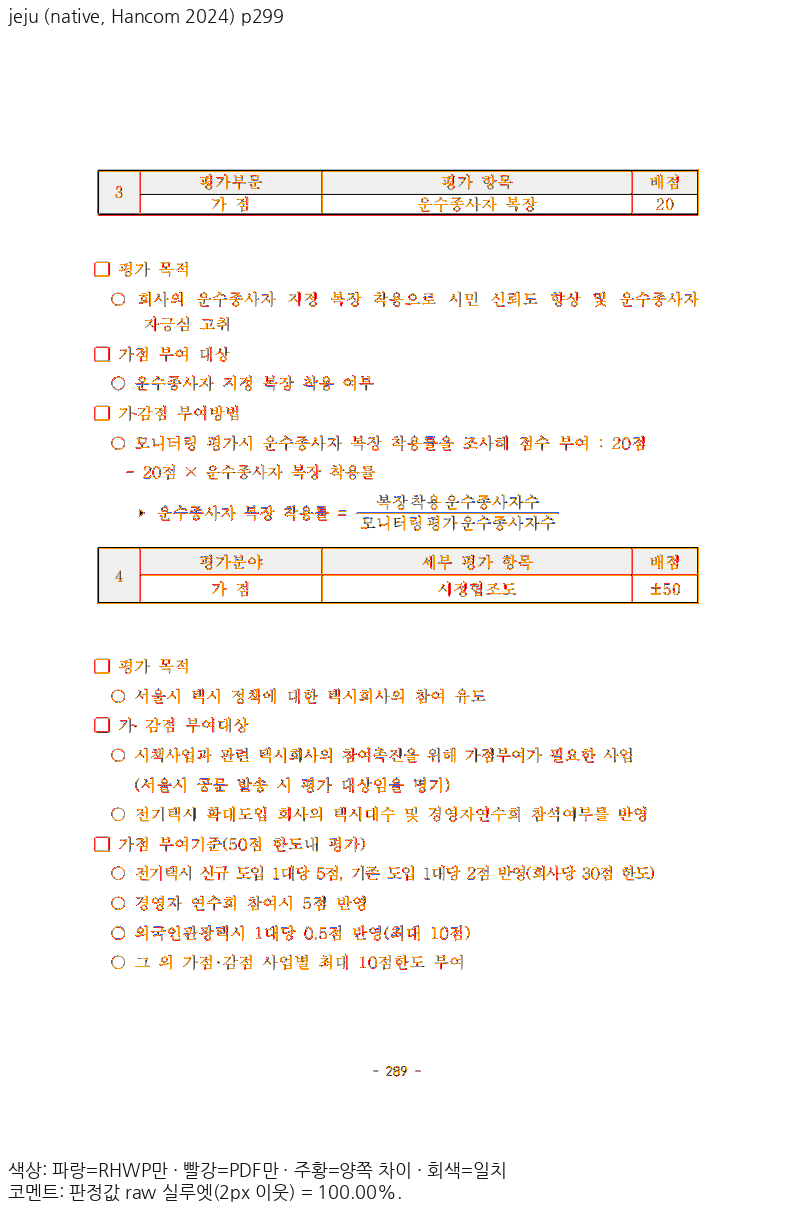 jeju (native, Hancom 2024) p299
3 평가부문 평가 항목 배점
가 점 운수종사자 복장 20
□ 평가 목적
○ 회사의 운수종사자 지정 복장 착용으로 시민 신뢰도 향상 및 운수종사자
자긍심 고취
□ 가점 부여 대상
○ 운수종사자 지정 복장 착용 여부
□ 가·감점 부여방법
○ 모니터링 평가시 운수종사자 복장 착용률을 조사해 점수 부여 : 20점
- 20점 × 운수종사자 복장 착용률
▸ 운수종사자 복장 착용률 = 복장착용운수종사자수
모니터링평가운수종사자수
4 평가분야 세부 평가 항목 배점
가 점 시정협조도 ±50
□ 평가 목적
○ 서울시 택시 정책에 대한 택시회사의 참여 유도
□ 가· 감점 부여대상
○ 시책사업과 관련 택시회사의 참여촉진을 위해 가점부여가 필요한 사업
(서울시 공문 발송 시 평가 대상임을 명기)
○ 전기택시 확대도입 회사의 택시대수 및 경영자연수회 참석여부를 반영
□ 가점 부여기준(50점 한도내 평가)
○ 전기택시 신규 도입 1대당 5점, 기존 도입 1대당 2점 반영(회사당 30점 한도)
○ 경영자 연수회 참여시 5점 반영
○ 외국인관광택시 1대당 0.5점 반영(최대 10점)
○ 그 외 가점·감점 사업별 최대 10점한도 부여
- 289 -
색상: 파랑=RHWP만 · 빨강=PDF만 · 주황=양쪽 차이 · 회색=일치
코멘트: 판정값 raw 실루엣(2px 이웃) = 100.00%.